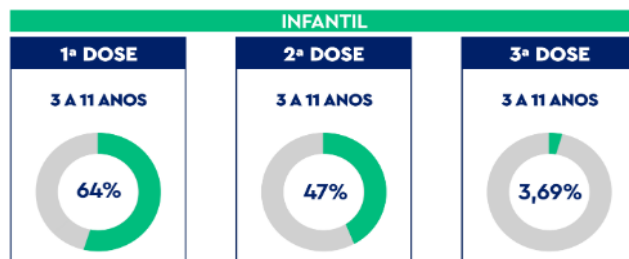 INFANTIL
1ª DOSE
3 A 11 ANOS
64%
2ª DOSE
3 A 11 ANOS
47%
3ª DOSE
3 A 11 ANOS
3,69%